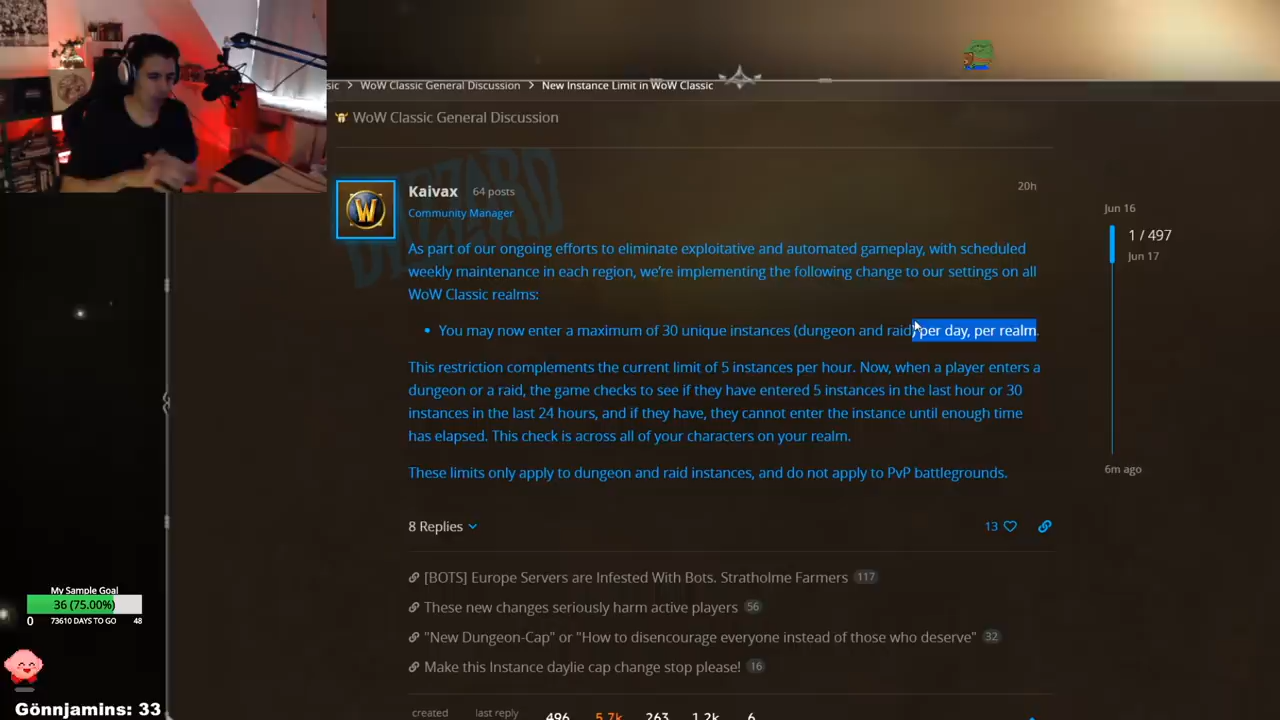 sic > WoW Classic General Discussion > New Instance Limit in WoW Classic
WoW Classic General Discussion
BLIZZARD
Kaivax 64 posts
20h
Community Manager
As part of our ongoing efforts to eliminate exploitative and automated gameplay, with scheduled
weekly maintenance in each region, we're implementing the following change to our settings on all
WoW Classic realms:
• You may now enter a maximum of 30 unique instances (dungeon and raid) per day, per realm.
This restriction complements the current limit of 5 instances per hour. Now, when a player enters a
dungeon or a raid, the game checks to see if they have entered 5 instances in the last hour or 30
instances in the last 24 hours, and if they have, they cannot enter the instance until enough time
has elapsed. This check is across all of your characters on your realm.
These limits only apply to dungeon and raid instances, and do not apply to PvP battlegrounds.
8 Replies
13
[BOTS] Europe Servers are Infested With Bots. Stratholme Farmers 117
These new changes seriously harm active players 56
"New Dungeon-Cap" or "How to disencourage everyone instead of those who deserve" 32
Make this Instance daylie cap change stop please! 16
created last reply
496 5.7k 263 1.2k 6
Jun 16
1 / 497
Jun 17
6m ago
My Sample Goal
36 (75.00%)
0 73610 DAYS TO GO 48
Gönnjamins: 33